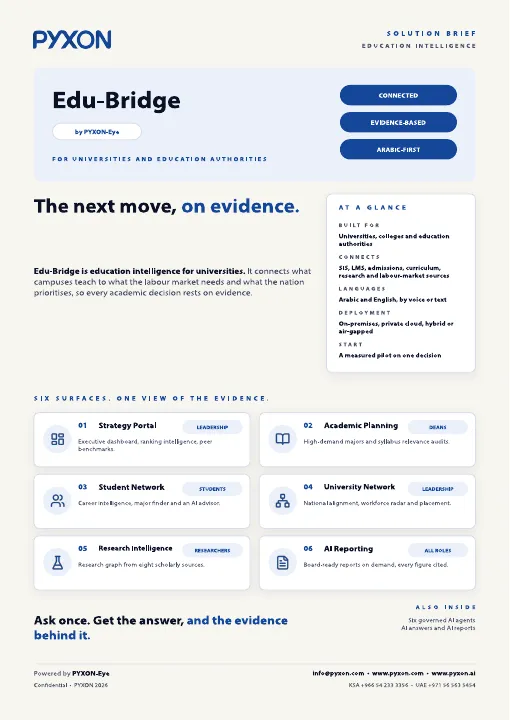 PYXON
SOLUTION BRIEF
EDUCATION INTELLIGENCE
Edu-Bridge
by PYXON-Eye
FOR UNIVERSITIES AND EDUCATION AUTHORITIES
CONNECTED
EVIDENCE-BASED
ARABIC-FIRST
The next move, on evidence.
Edu-Bridge is education intelligence for universities. It connects what
campuses teach to what the labour market needs and what the nation
prioritises, so every academic decision rests on evidence.
AT A GLANCE
BUILT FOR
Universities, colleges and education
authorities
CONNECTS
SIS, LMS, admissions, curriculum,
research and labour-market sources
LANGUAGES
Arabic and English, by voice or text
DEPLOYMENT
On-premises, private cloud, hybrid or
air-gapped
START
A measured pilot on one decision
SIX SURFACES. ONE VIEW OF THE EVIDENCE.
01 Strategy Portal LEADERSHIP
Executive dashboard, ranking intelligence, peer
benchmarks.
02 Academic Planning DEANS
High-demand majors and syllabus relevance audits.
03 Student Network STUDENTS
Career intelligence, major finder and an AI advisor.
04 University Network LEADERSHIP
National alignment, workforce radar and placement.
05 Research Intelligence RESEARCHERS
Research graph from eight scholarly sources.
06 AI Reporting ALL ROLES
Board-ready reports on demand, every figure cited.
Ask once. Get the answer, and the evidence
behind it.
ALSO INSIDE
Six governed AI agents
AI answers and AI reports
Powered by PYXON-Eye
Confidential • PYXON 2026
info@pyxon.com • www.pyxon.com • www.pyxon.ai
KSA +966 54 233 3356 • UAE +971 56 563 5454